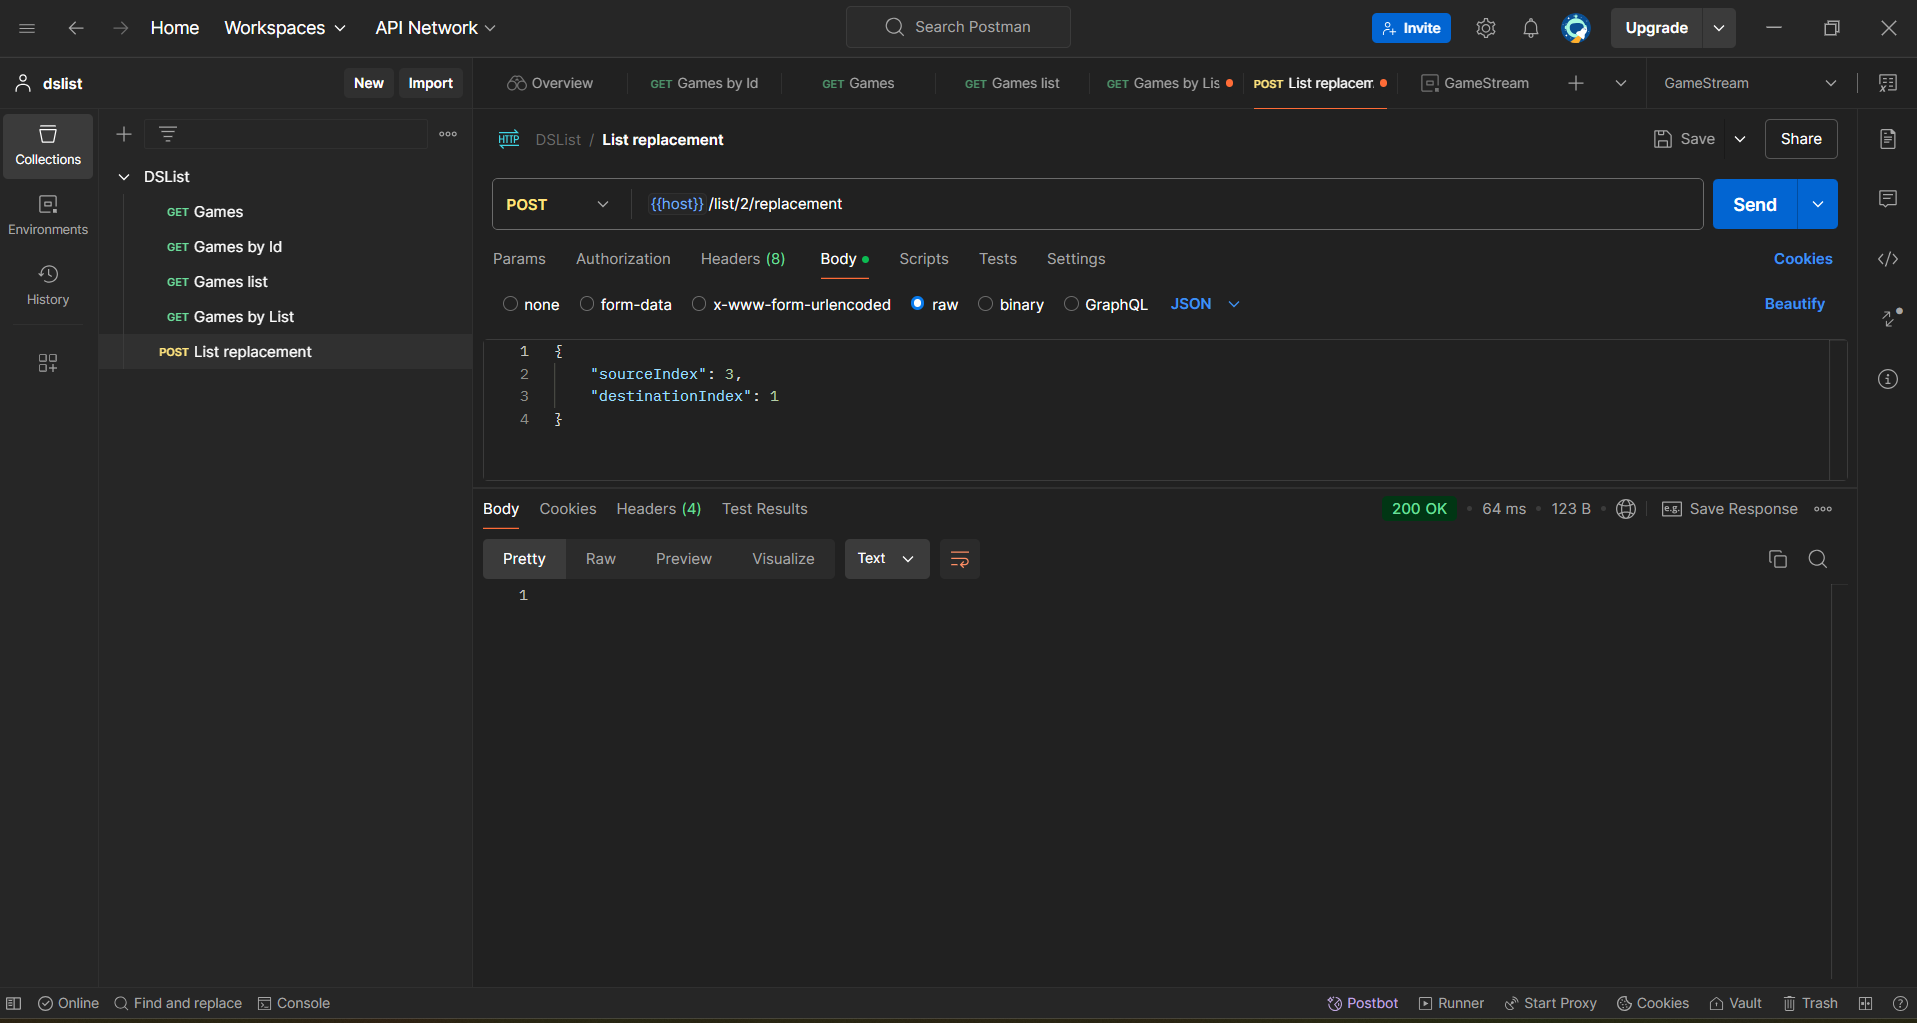 Home Workspaces API Network Search Postman Invite Upgrade
dslist New Import Overview GET Games by Id GET Games GET Games list GET Games by Lis POST List replacem GameStream GameStream
Collections
Environments
History
DSList
GET Games
GET Games by Id
GET Games list
GET Games by List
POST List replacement
HTTP DSList / List replacement Save Share
POST {{host}} /list/2/replacement Send
Params Authorization Headers (8) Body Scripts Tests Settings Cookies
none form-data x-www-form-urlencoded raw binary GraphQL JSON Beautify
1 {
2 "sourceIndex": 3,
3 "destinationIndex": 1
4 }
Body Cookies Headers (4) Test Results 200 OK 64 ms 123 B e.g. Save Response
Pretty Raw Preview Visualize Text
1
Online Find and replace Console Postbot Runner Start Proxy Cookies Vault Trash